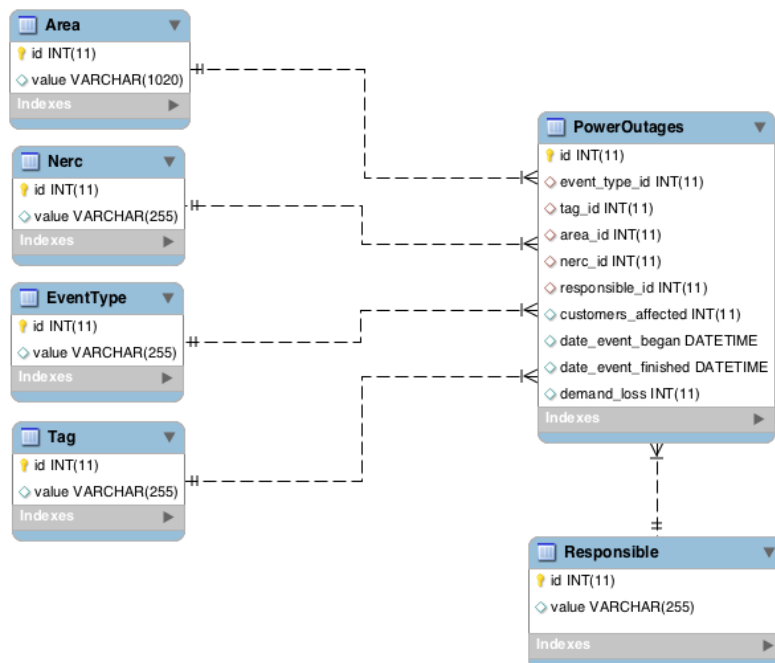 Area
id INT(11)
value VARCHAR(1020)
Indexes
Nerc
id INT(11)
value VARCHAR(255)
Indexes
EventType
id INT(11)
value VARCHAR(255)
Indexes
Tag
id INT(11)
value VARCHAR(255)
Indexes
PowerOutages
id INT(11)
event_type_id INT(11)
tag_id INT(11)
area_id INT(11)
nerc_id INT(11)
responsible_id INT(11)
customers_affected INT(11)
date_event_began DATETIME
date_event_finished DATETIME
demand_loss INT(11)
Indexes
Responsible
id INT(11)
value VARCHAR(255)
Indexes